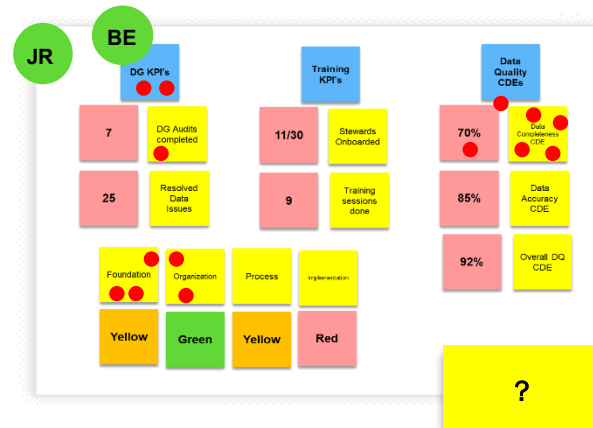 JR
BE
DG KPI's
Training
KPI's
Data
Quality
CDEs
7
DG Audits
completed
11/30
Stewards
Onboarded
70%
Data
Completeness
CDE
25
Resolved
Data
Issues
9
Training
sessions
done
85%
Data
Accuracy
CDE
92%
Overall DQ
CDE
Foundation
Organization
Process
Implementation
Yellow
Green
Yellow
Red
?